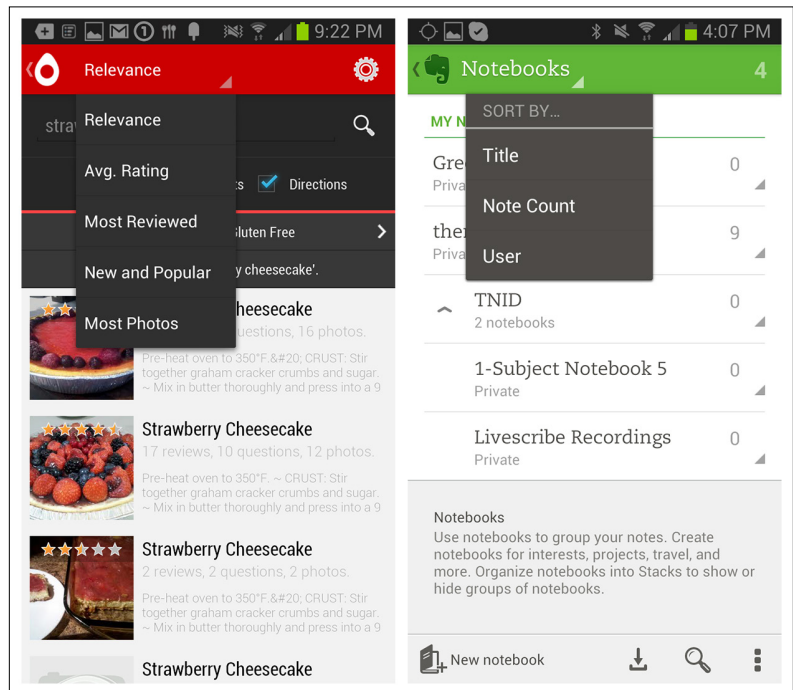 9:22 PM
Relevance
Relevance
Avg. Rating
Directions
Most Reviewed
Gluten Free
New and Popular
y cheesecake'.
Most Photos
heesecake
uestions, 16 photos.
Pre-heat oven to 350°F.&#20; CRUST: Stir
together graham cracker crumbs and sugar.
~ Mix in butter thoroughly and press into a 9
Strawberry Cheesecake
17 reviews, 10 questions, 12 photos.
Pre-heat oven to 350°F. ~ CRUST: Stir
together graham cracker crumbs and sugar.
~ Mix in butter thoroughly and press into a 9
Strawberry Cheesecake
2 reviews, 2 questions, 2 photos.
Pre-heat oven to 350°F.&#20; CRUST: Stir
together graham cracker crumbs and sugar.
~ Mix in butter thoroughly and press into a 9
Strawberry Cheesecake
4:07 PM
Notebooks 4
SORT BY...
MY N
Title
Gre 0
Priva
Note Count
the 9
Priva
User
TNID 0
2 notebooks
1-Subject Notebook 5 0
Private
Livescribe Recordings 0
Private
Notebooks
Use notebooks to group your notes. Create
notebooks for interests, projects, travel, and
more. Organize notebooks into Stacks to show or
hide groups of notebooks.
New notebook